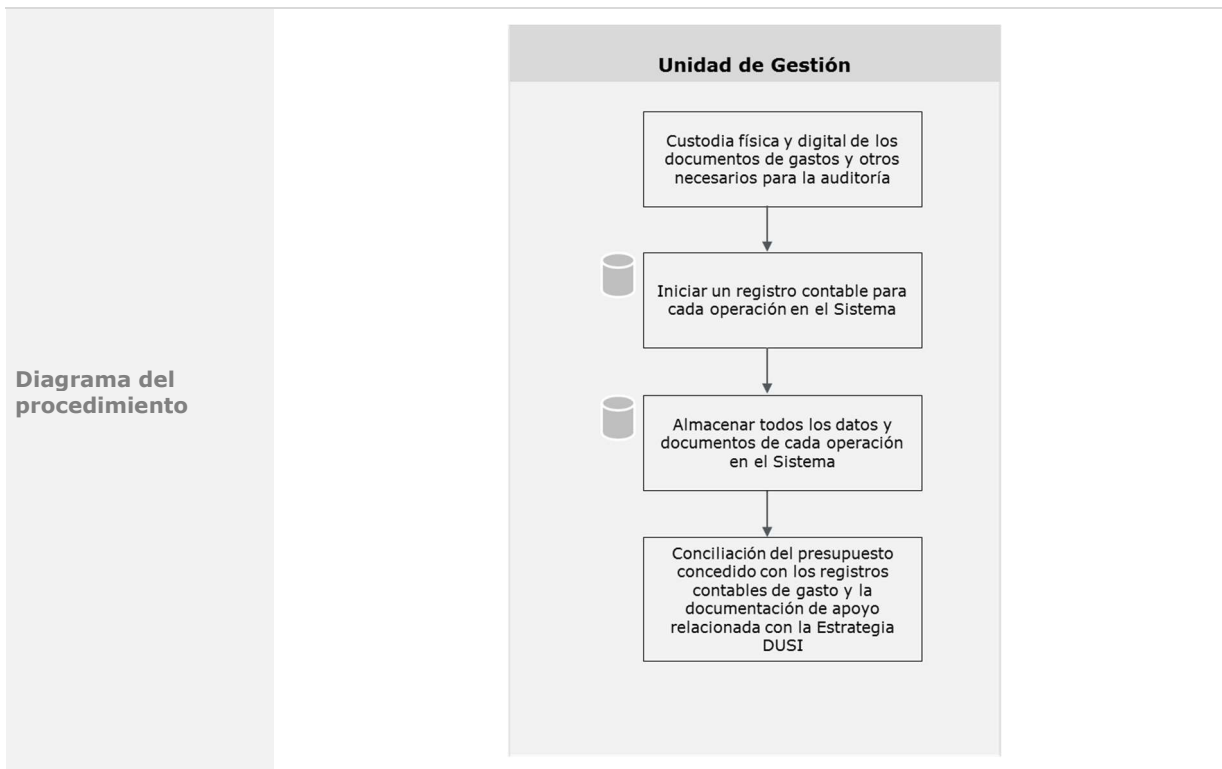 Unidad de Gestión
Custodia física y digital de los
documentos de gastos y otros
necesarios para la auditoría
Iniciar un registro contable para
cada operación en el Sistema
Diagrama del
procedimiento
Almacenar todos los datos y
documentos de cada operación
en el Sistema
Conciliación del presupuesto
concedido con los registros
contables de gasto y la
documentación de apoyo
relacionada con la Estrategia
DUSI